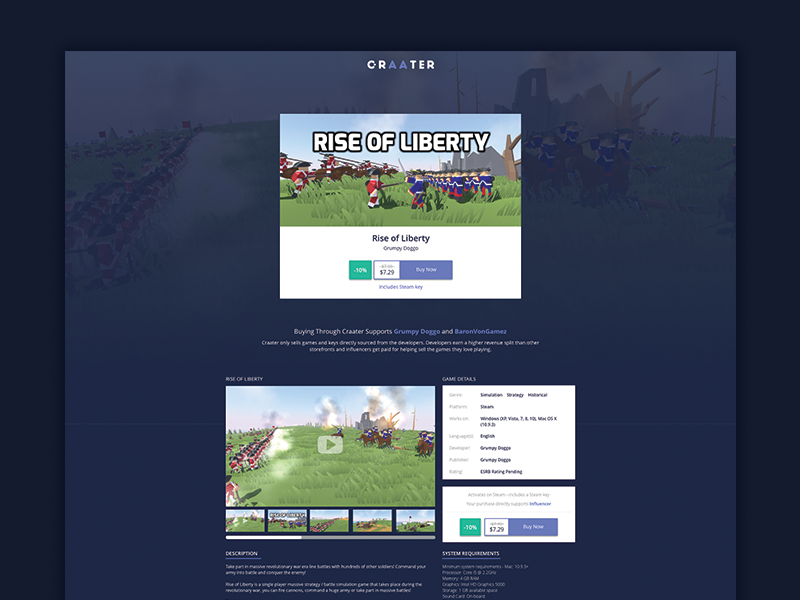 CRAATER
RISE OF LIBERTY
Rise of Liberty
Grumpy Doggo
-10%
$7.29
Buy Now
Includes Steam key
Buying Through Craater Supports Grumpy Doggo and BaronVonGamez
Craater only sells games and keys directly sourced from the developers. Developers earn a higher revenue split than other
storefronts and influencers get paid for helping sell the games they love playing.
RISE OF LIBERTY
GAME DETAILS
Genre: Simulation Strategy Historical
Platform: Steam
Works on: Windows (XP, Vista, 7, 8, 10), Mac OS X
(10.9.3)
Language(s): English
Developer: Grumpy Doggo
Publisher: Grumpy Doggo
Rating: ESRB Rating Pending
Activates on Steam - includes a Steam key
Your purchase directly supports Influencer
-10%
$7.29
Buy Now
DESCRIPTION
Take part in massive revolutionary war era line battles with hundreds of other soldiers! Command your
army into battle and conquer the enemy!
Rise of Liberty is a single player massive strategy / battle simulation game that takes place during the
revolutionary war, you can fire cannons, command a huge army or take part in massive battles!
SYSTEM REQUIREMENTS
Minimum system requirements - Mac: 10.9.3+
Processor: Core i5 @ 2.2GHz
Memory: 4 GB RAM
Graphics: Intel HD Graphics 5000
Storage: 1 GB available space
Sound Card: On board